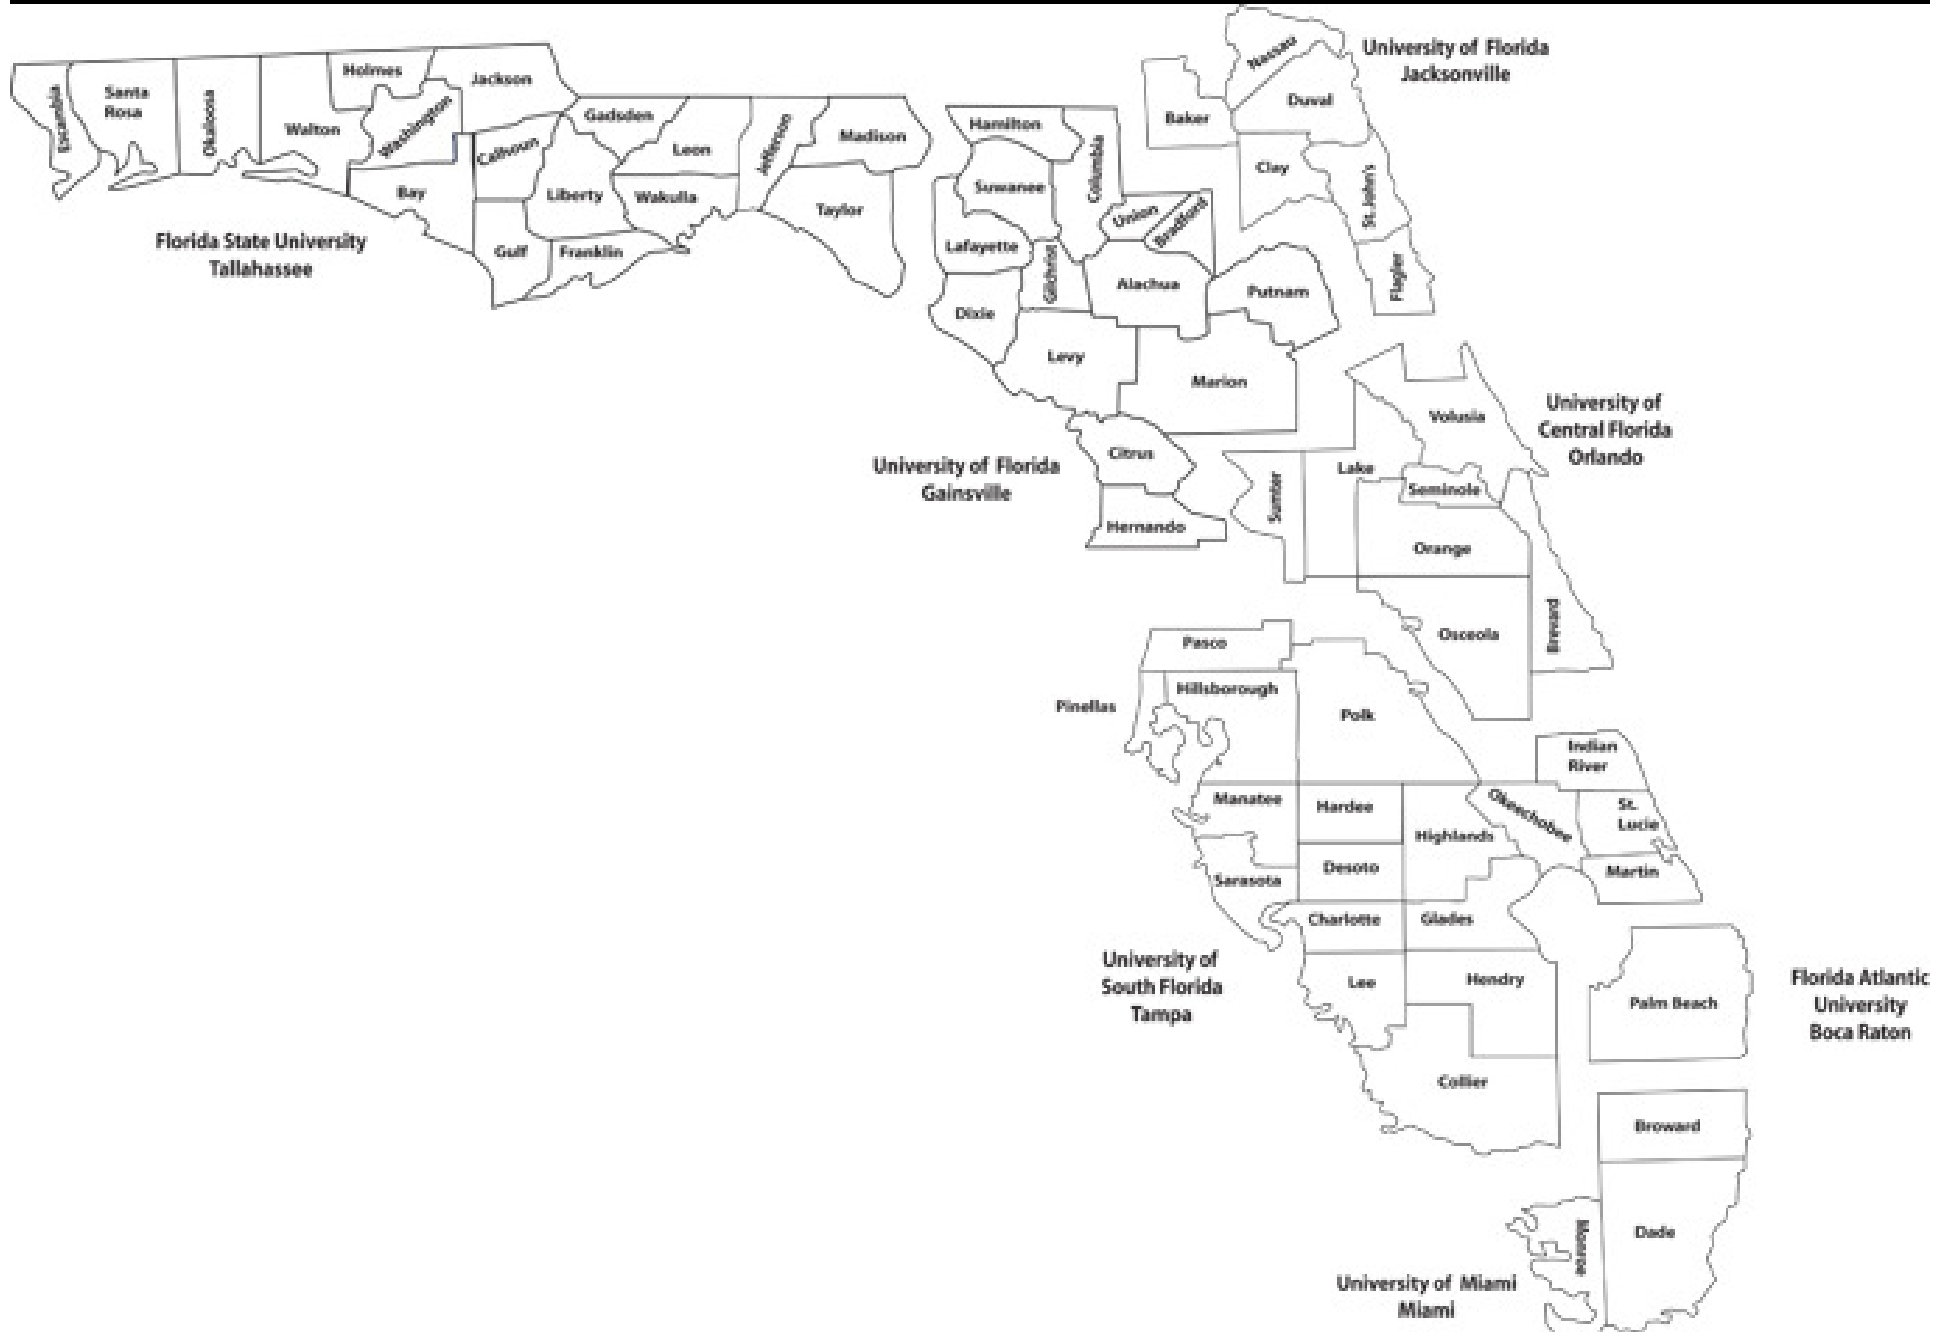 Escambia
Santa
Rosa
Okaloosa
Walton
Holmes
Washington
Jackson
Bay
Calhoun
Gulf
Gadsden
Liberty
Franklin
Leon
Wakulla
Jefferson
Madison
Taylor
Florida State University
Tallahassee
Hamilton
Suwanee
Columbia
Lafayette
Union
Bradford
Gilchrist
Alachua
Putnam
Dixie
Levy
Marion
Citrus
Hernando
University of Florida
Gainsville
Nassau
Duval
Baker
Clay
St. John's
Flagler
University of Florida
Jacksonville
Volusia
Lake
Sumter
Seminole
Orange
Osceola
Brevard
University of
Central Florida
Orlando
Pasco
Hillsborough
Pinellas
Polk
Manatee
Hardee
Highlands
Okeechobee
Desoto
Sarasota
Charlotte
Glades
Lee
Hendry
Collier
University of
South Florida
Tampa
Indian
River
St.
Lucie
Martin
Palm Beach
Florida Atlantic
University
Boca Raton
Broward
Dade
Monroe
University of Miami
Miami